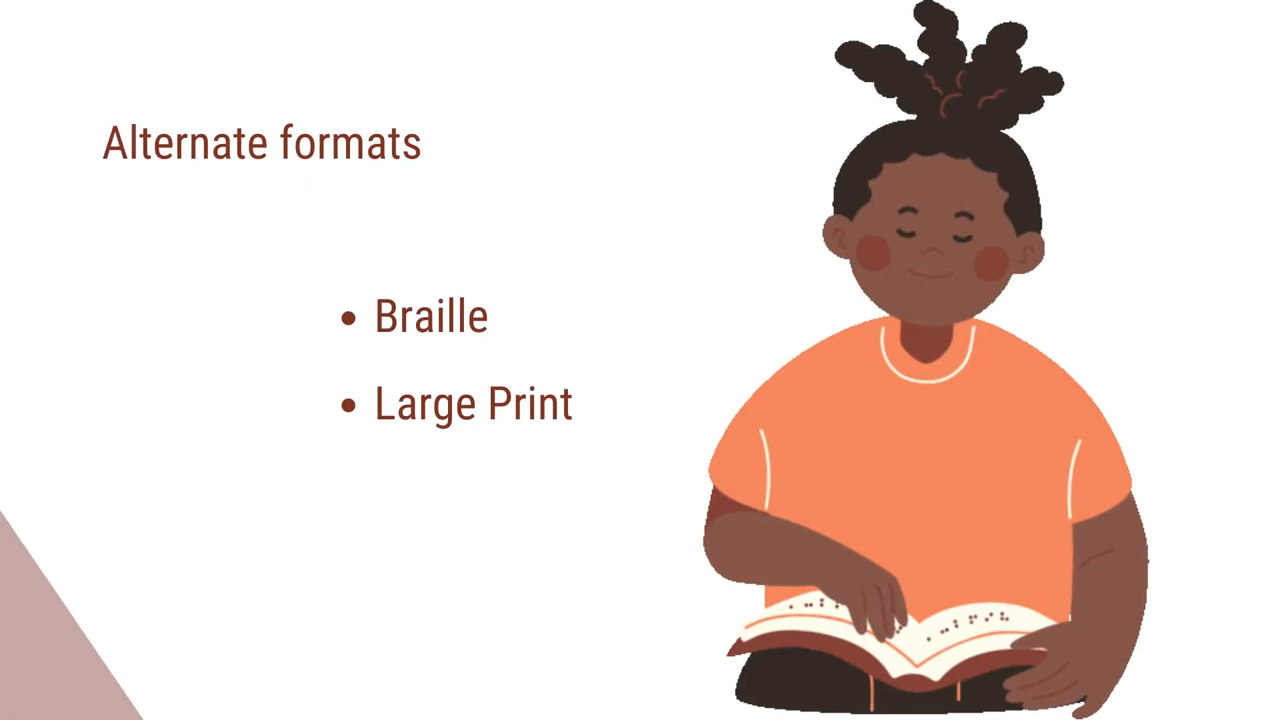 Alternate formats
• Braille
• Large Print